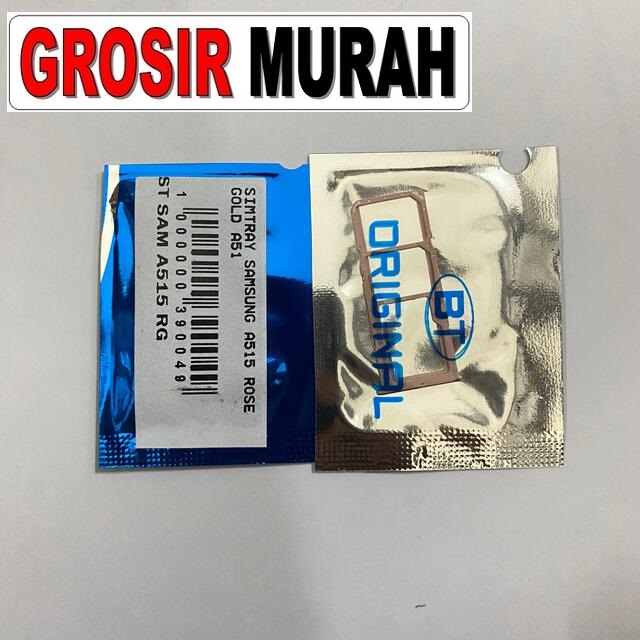 GROSIR MURAH
SIMTRAY SAMSUNG A515 ROSE
GOLD A51
1 000000 390049
ST SAM A515 RG
BT
ORIGINAL